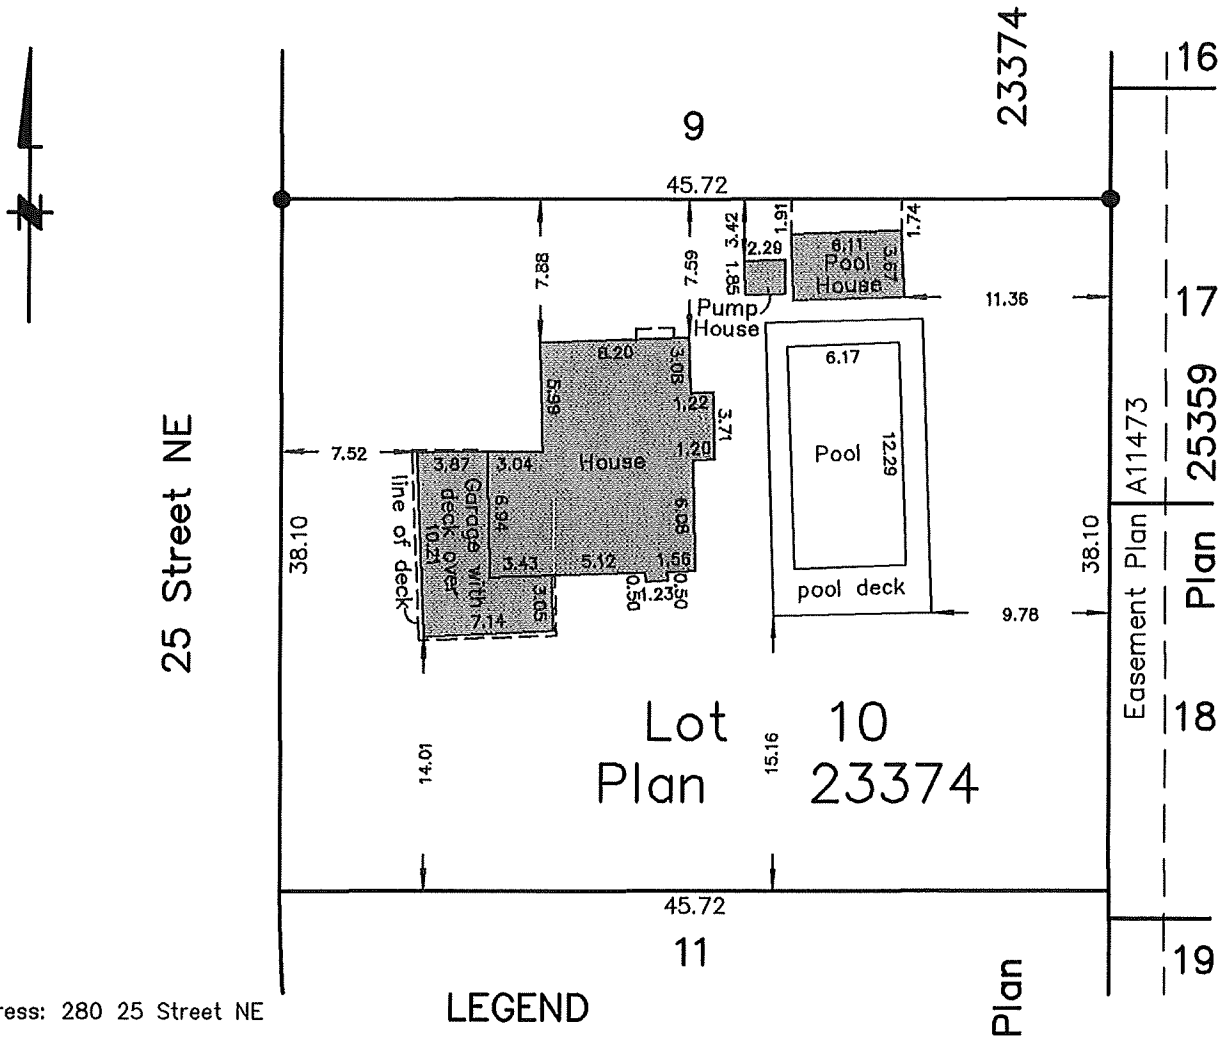 23374
16
9
45.72
7.88
7.59
3.42
1.91
1.74
2.29
1.85
6.11
3.67
Pool
House
Pump
House
11.36
17
6.20
3.08
5.99
1.22
3.71
1.20
6.17
Pool
12.29
A11473
25359
25 Street NE
7.52
3.87
3.04
House
line of deck
Garage with
deck over
10.21
6.94
6.08
3.43
5.12
1.56
0.50
1.23
0.50
3.05
7.14
38.10
38.10
pool deck
9.78
Easement Plan
Plan
18
14.01
15.16
Lot 10
Plan 23374
45.72
11
19
Plan
ress: 280 25 Street NE
LEGEND